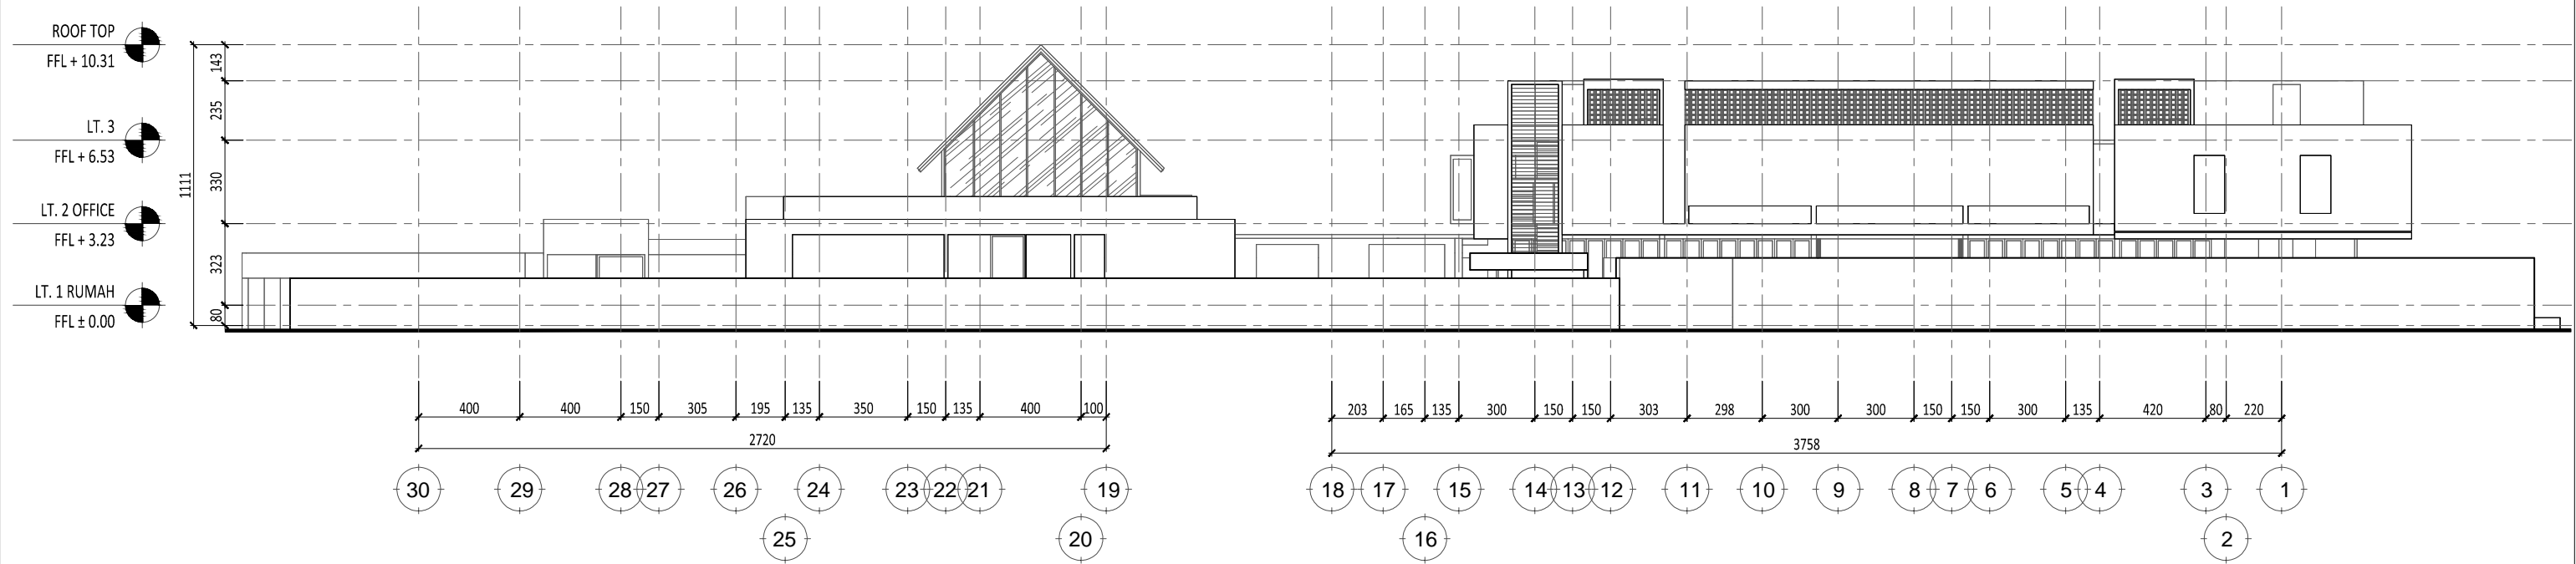 ROOF TOP
FFL + 10.31
LT. 3
FFL + 6.53
LT. 2 OFFICE
FFL + 3.23
LT. 1 RUMAH
FFL ± 0.00
1111
143
235
330
323
80
400 400 150 305 195 135 350 150 135 400 100
2720
203 165 135 300 150 150 303 298 300 300 150 150 300 135 420 80 220
3758
30 29 28 27 26 24 23 22 21 19 18 17 15 14 13 12 11 10 9 8 7 6 5 4 3 1
25 20 16 2